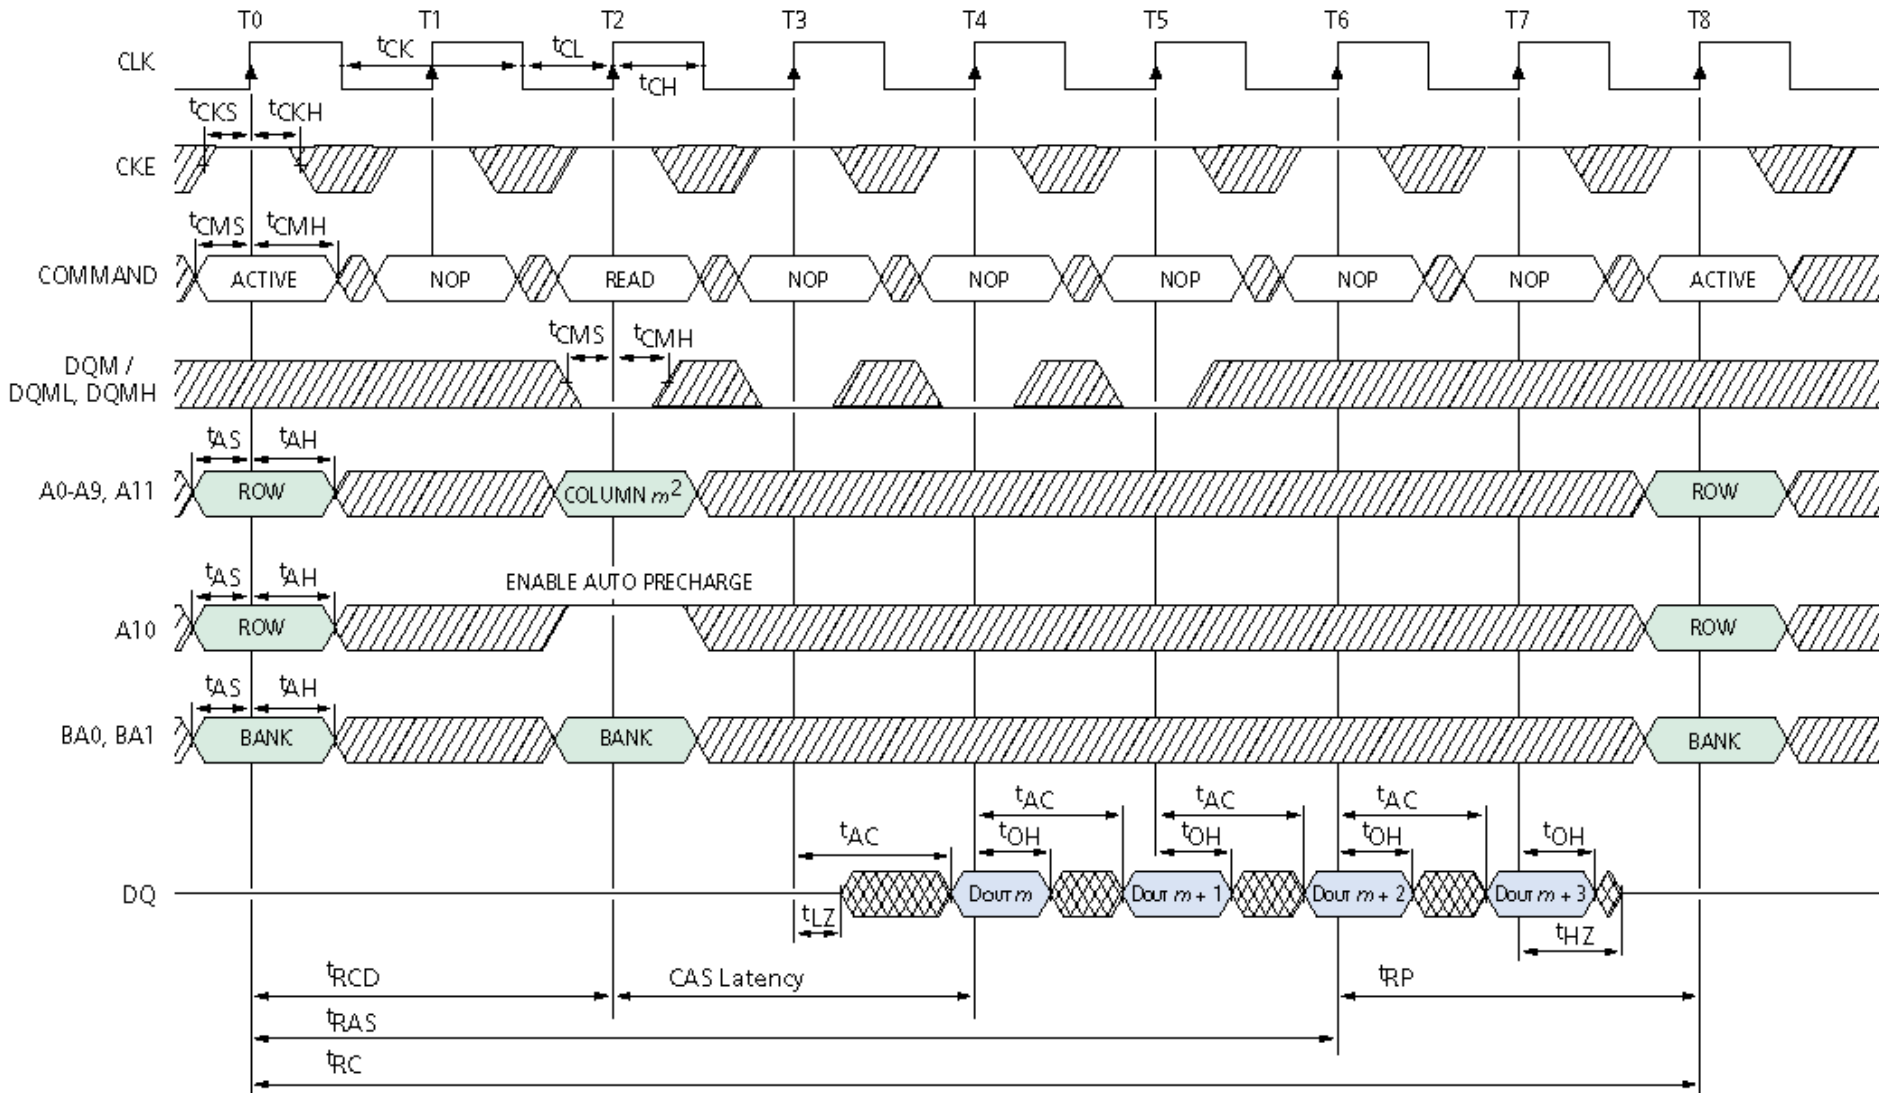 T0 T1 T2 T3 T4 T5 T6 T7 T8
CLK tCK tCL tCH
tCKS tCKH
CKE
tCMS tCMH
COMMAND ACTIVE NOP READ NOP NOP NOP NOP NOP ACTIVE
tCMS tCMH
DQM /
DQML, DQMH
tAS tAH
A0-A9, A11 ROW COLUMN m2 ROW
tAS tAH ENABLE AUTO PRECHARGE
A10 ROW ROW
tAS tAH
BA0, BA1 BANK BANK BANK
tAC tAC tAC
tAC tOH tOH tOH tOH
DQ DOUT m DOUT m + 1 DOUT m + 2 DOUT m + 3
tLZ tHZ
tRCD CAS Latency tRP
tRAS
tRC